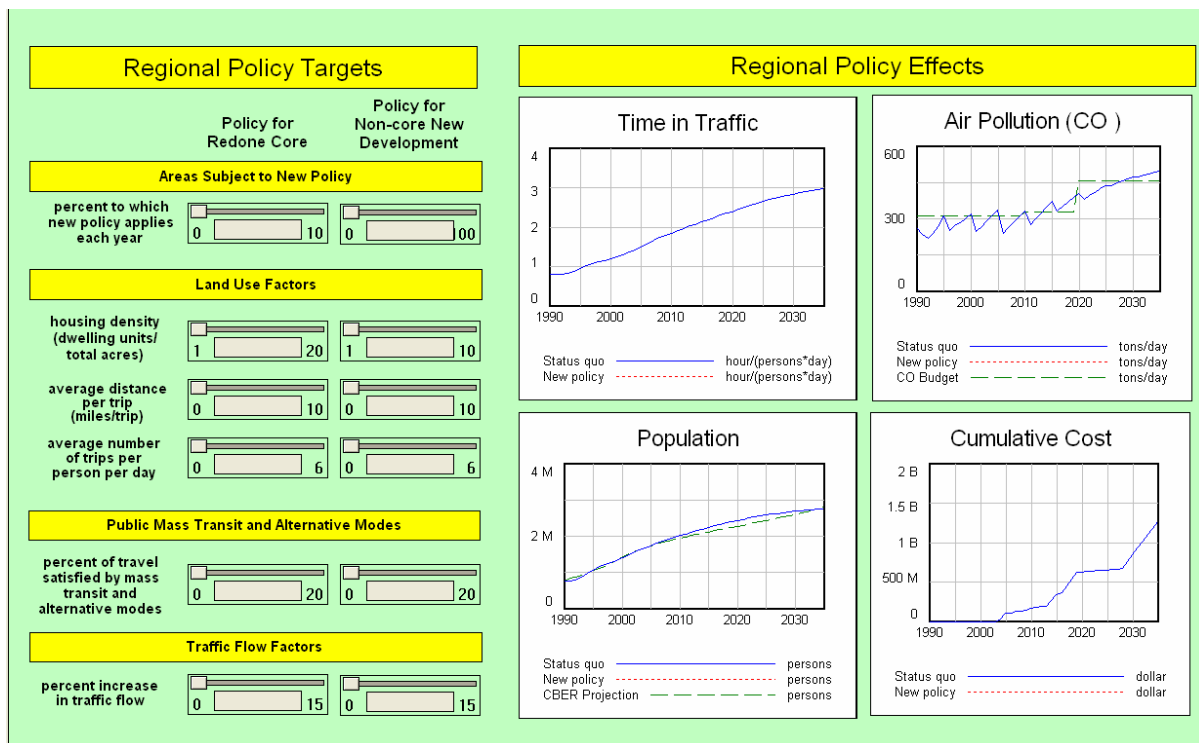 Regional Policy Targets
Policy for
Redone Core
Policy for
Non-core New
Development
Areas Subject to New Policy
percent to which
new policy applies
each year
0 10
0 100
Land Use Factors
housing density
(dwelling units/
total acres)
1 20
1 10
average distance
per trip
(miles/trip)
0 10
0 10
average number
of trips per
person per day
0 6
0 6
Public Mass Transit and Alternative Modes
percent of travel
satisfied by mass
transit and
alternative modes
0 20
0 20
Traffic Flow Factors
percent increase
in traffic flow
0 15
0 15
Regional Policy Effects
Time in Traffic
4
3
2
1
0
1990 2000 2010 2020 2030
Status quo hour/(persons*day)
New policy hour/(persons*day)
Air Pollution (CO )
600
300
0
1990 2000 2010 2020 2030
Status quo tons/day
New policy tons/day
CO Budget tons/day
Population
4 M
2 M
0
1990 2000 2010 2020 2030
Status quo persons
New policy persons
CBER Projection persons
Cumulative Cost
2 B
1.5 B
1 B
500 M
0
1990 2000 2010 2020 2030
Status quo dollar
New policy dollar